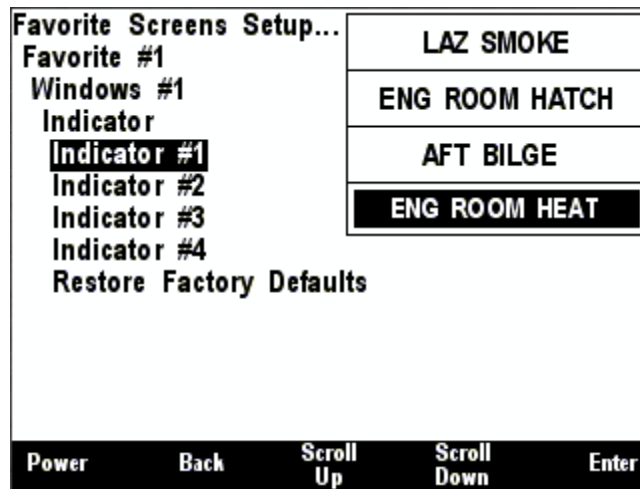 Favorite Screens Setup...
Favorite #1
Windows #1
Indicator
Indicator #1
Indicator #2
Indicator #3
Indicator #4
Restore Factory Defaults
LAZ SMOKE
ENG ROOM HATCH
AFT BILGE
ENG ROOM HEAT
Power Back Scroll Up Scroll Down Enter